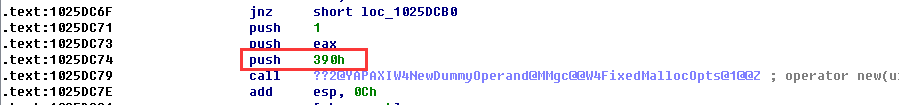 .text:1025DC6F jnz short loc_1025DCB0
.text:1025DC71 push 1
.text:1025DC73 push eax
.text:1025DC74 push 390h
.text:1025DC79 call ??2@YAPAXIW4NewDummyOperand@MMgc@@W4FixedMallocOpts@1@@Z ; operator new(u
.text:1025DC7E add esp, 0Ch